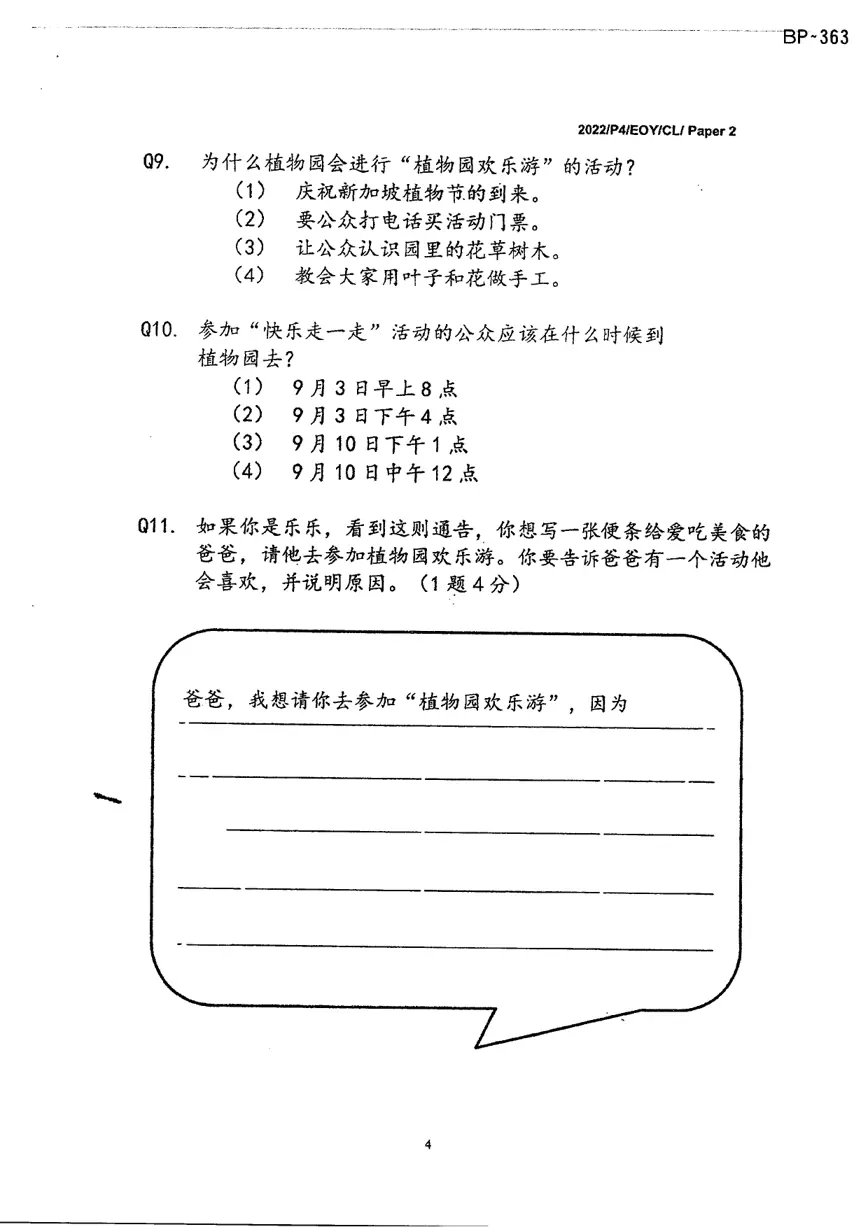 BP-363
2022/P4/EOY/CL/ Paper 2
Q9. 为什么植物园会进行“植物园欢乐游”的活动？
(1) 庆祝新加坡植物节的到来。
(2) 要公众打电话买活动门票。
(3) 让公众认识园里的花草树木。
(4) 教会大家用叶子和花做手工。
Q10. 参加“快乐走一走”活动的公众应该在什么时候到
植物园去？
(1) 9月3日早上8点
(2) 9月3日下午4点
(3) 9月10日下午1点
(4) 9月10日中午12点
Q11. 如果你是乐乐，看到这则通告，你想写一张便条给爱吃美食的
爸爸，请他去参加植物园欢乐游。你要告诉爸爸有一个活动他
会喜欢，并说明原因。（1题4分）
爸爸，我想请你去参加“植物园欢乐游”，因为
4